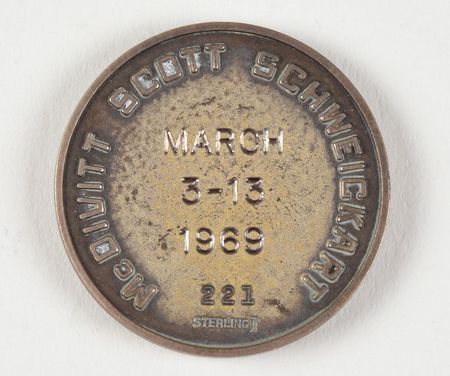 McDIVITT SCOTT SCHWEICKART
MARCH
3-13
1969
221
STERLING